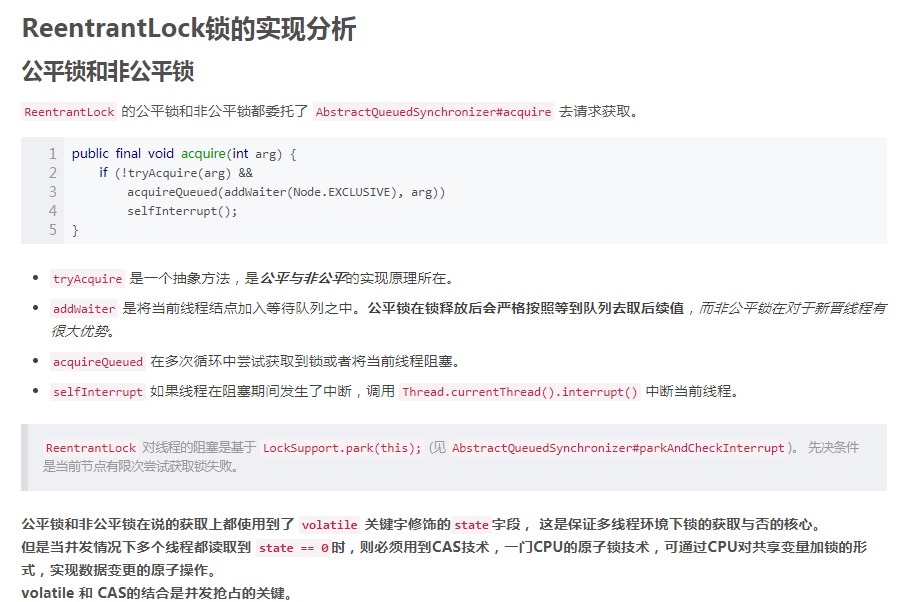 ReentrantLock锁的实现分析
公平锁和非公平锁
ReentrantLock 的公平锁和非公平锁都委托了 AbstractQueuedSynchronizer#acquire 去请求获取。
1 public final void acquire(int arg) {
2 if (!tryAcquire(arg) &&
3 acquireQueued(addWaiter(Node.EXCLUSIVE), arg))
4 selfInterrupt();
5 }
• tryAcquire 是一个抽象方法，是公平与非公平的实现原理所在。
• addWaiter 是将当前线程结点加入等待队列之中。公平锁在锁释放后会严格按照等到队列去取后续值，而非公平锁在对于新晋线程有
很大优势。
• acquireQueued 在多次循环中尝试获取到锁或者将当前线程阻塞。
• selfInterrupt 如果线程在阻塞期间发生了中断，调用 Thread.currentThread().interrupt() 中断当前线程。
ReentrantLock 对线程的阻塞是基于 LockSupport.park(this); (见 AbstractQueuedSynchronizer#parkAndCheckInterrupt)。 先决条件
是当前节点有限次尝试获取锁失败。
公平锁和非公平锁在说的获取上都使用到了 volatile 关键字修饰的 state 字段， 这是保证多线程环境下锁的获取与否的核心。
但是当并发情况下多个线程都读取到 state == 0 时，则必须用到CAS技术，一门CPU的原子锁技术，可通过CPU对共享变量加锁的形
式，实现数据变更的原子操作。
volatile 和 CAS的结合是并发抢占的关键。